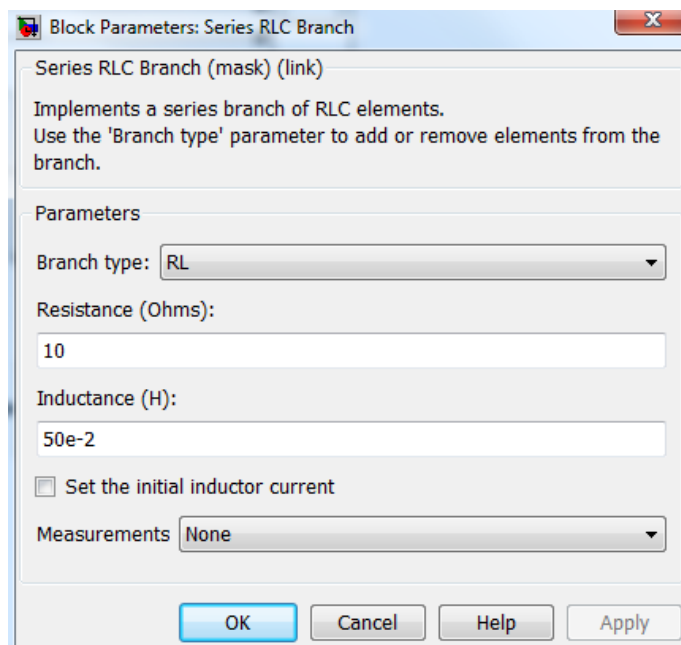 Block Parameters: Series RLC Branch
Series RLC Branch (mask) (link)
Implements a series branch of RLC elements.
Use the 'Branch type' parameter to add or remove elements from the
branch.
Parameters
Branch type: RL
Resistance (Ohms):
10
Inductance (H):
50e-2
Set the initial inductor current
Measurements None
OK Cancel Help Apply